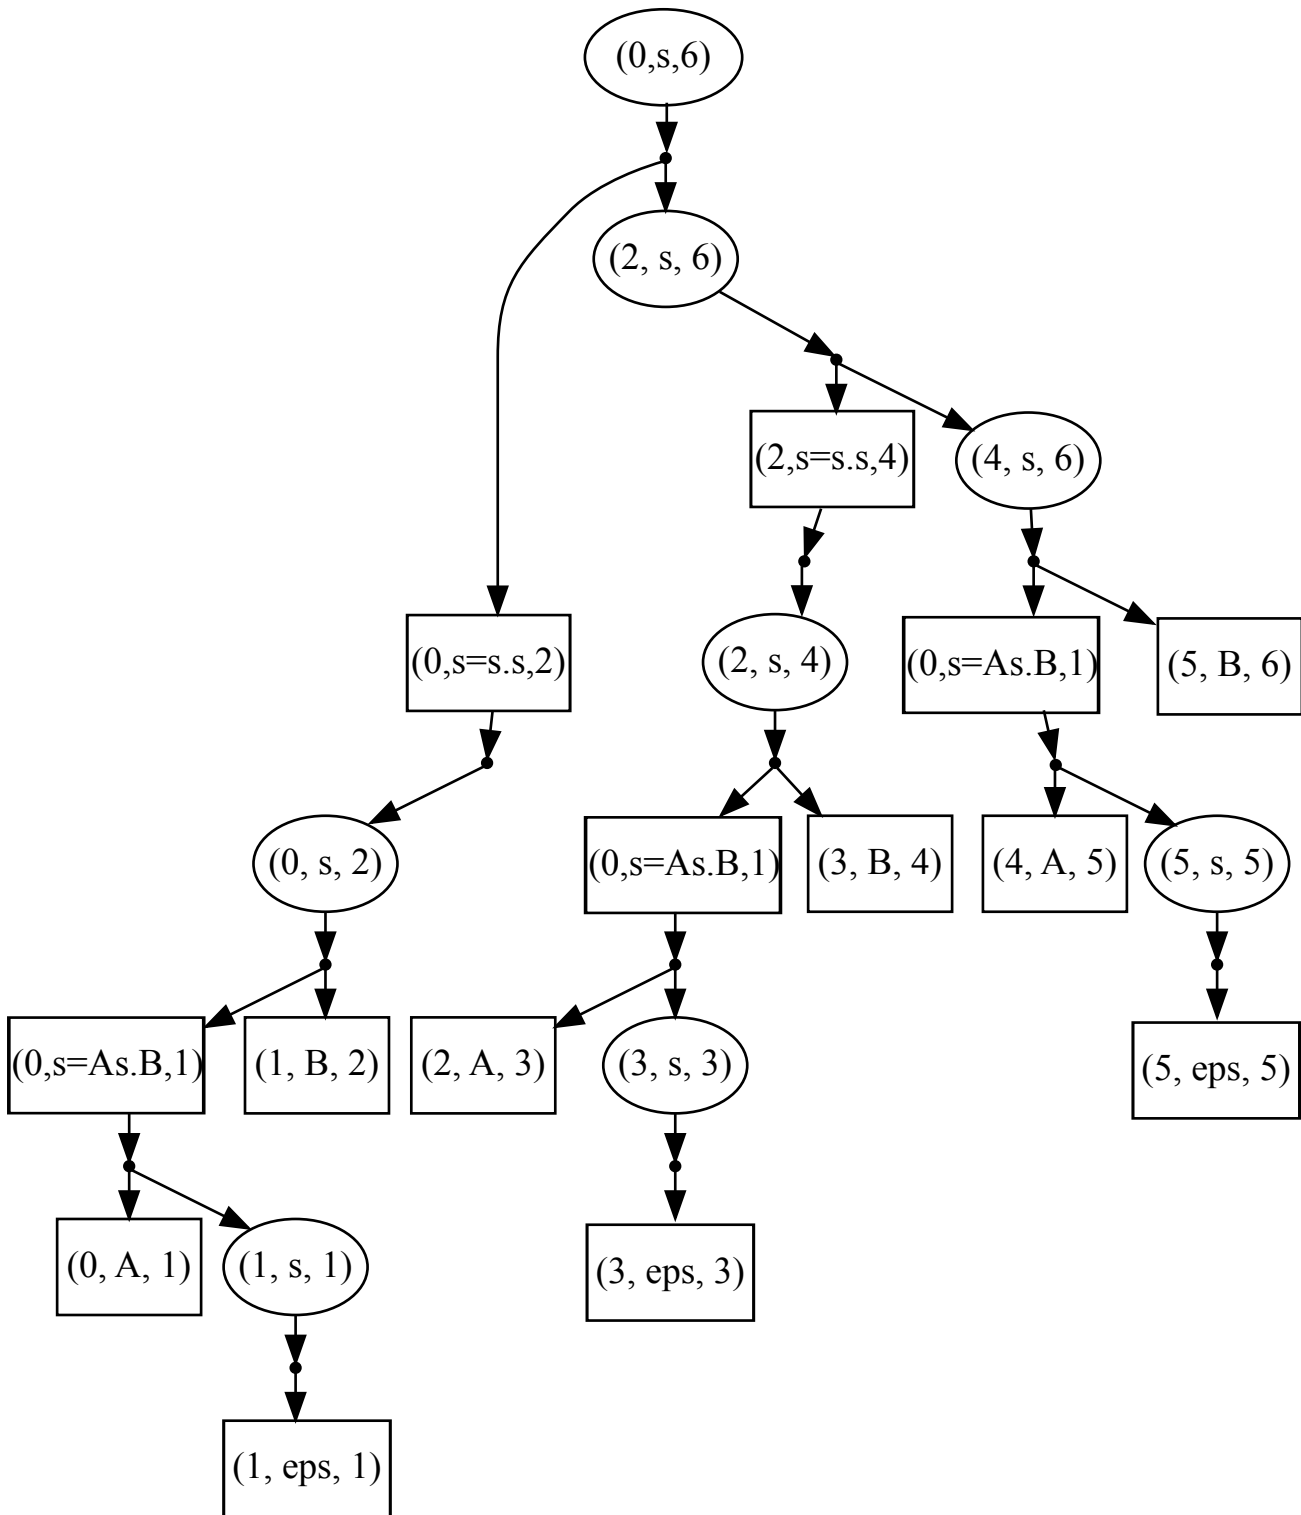 (0,s,6)
(2, s, 6)
(2,s=s.s,4)
(4, s, 6)
(0,s=s.s,2)
(2, s, 4)
(0,s=As.B,1)
(5, B, 6)
(0, s, 2)
(0,s=As.B,1)
(3, B, 4)
(4, A, 5)
(5, s, 5)
(0,s=As.B,1)
(1, B, 2)
(2, A, 3)
(3, s, 3)
(5, eps, 5)
(0, A, 1)
(1, s, 1)
(3, eps, 3)
(1, eps, 1)